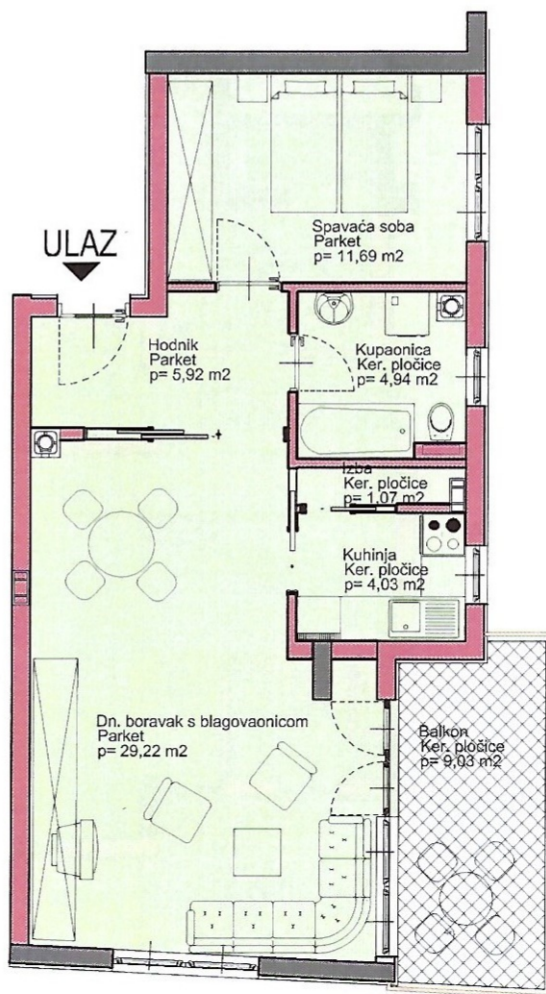 Spavaća soba
Parket
p= 11,69 m2
ULAZ
Hodnik
Parket
p= 5,92 m2
Kupaonica
Ker. pločice
p= 4,94 m2
Izba
Ker. pločice
p= 1,07 m2
Kuhinja
Ker. pločice
p= 4,03 m2
Dn. boravak s blagovaonicom
Parket
p= 29,22 m2
Balkon
Ker. pločice
p= 9,03 m2